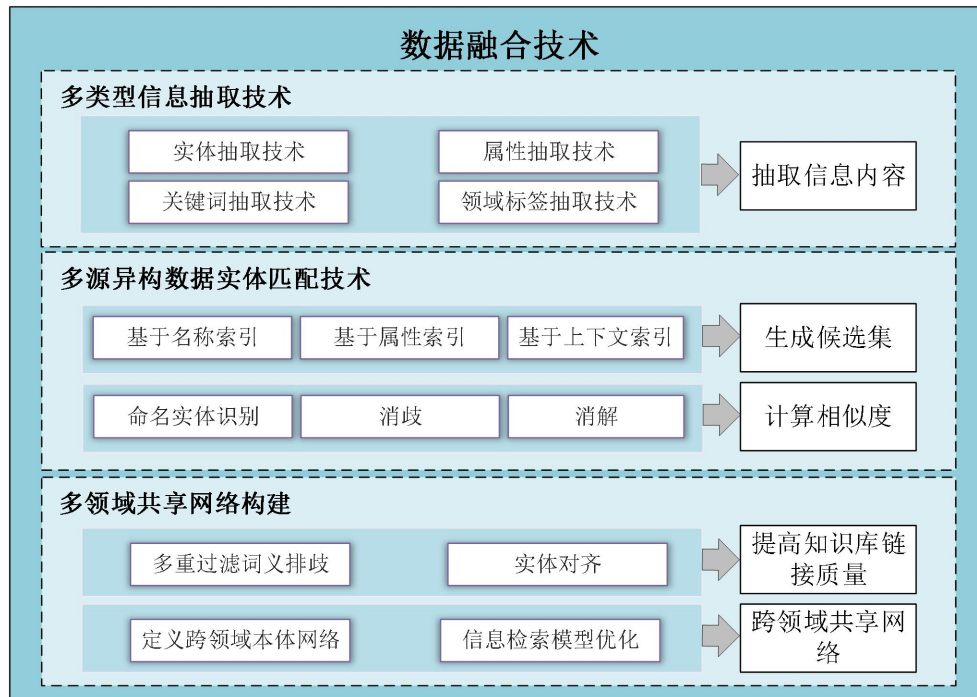 数据融合技术
多类型信息抽取技术
实体抽取技术
属性抽取技术
关键词抽取技术
领域标签抽取技术
抽取信息内容
多源异构数据实体匹配技术
基于名称索引
基于属性索引
基于上下文索引
生成候选集
命名实体识别
消歧
消解
计算相似度
多领域共享网络构建
多重过滤词义排歧
实体对齐
提高知识库链
接质量
定义跨领域本体网络
信息检索模型优化
跨领域共享网
络